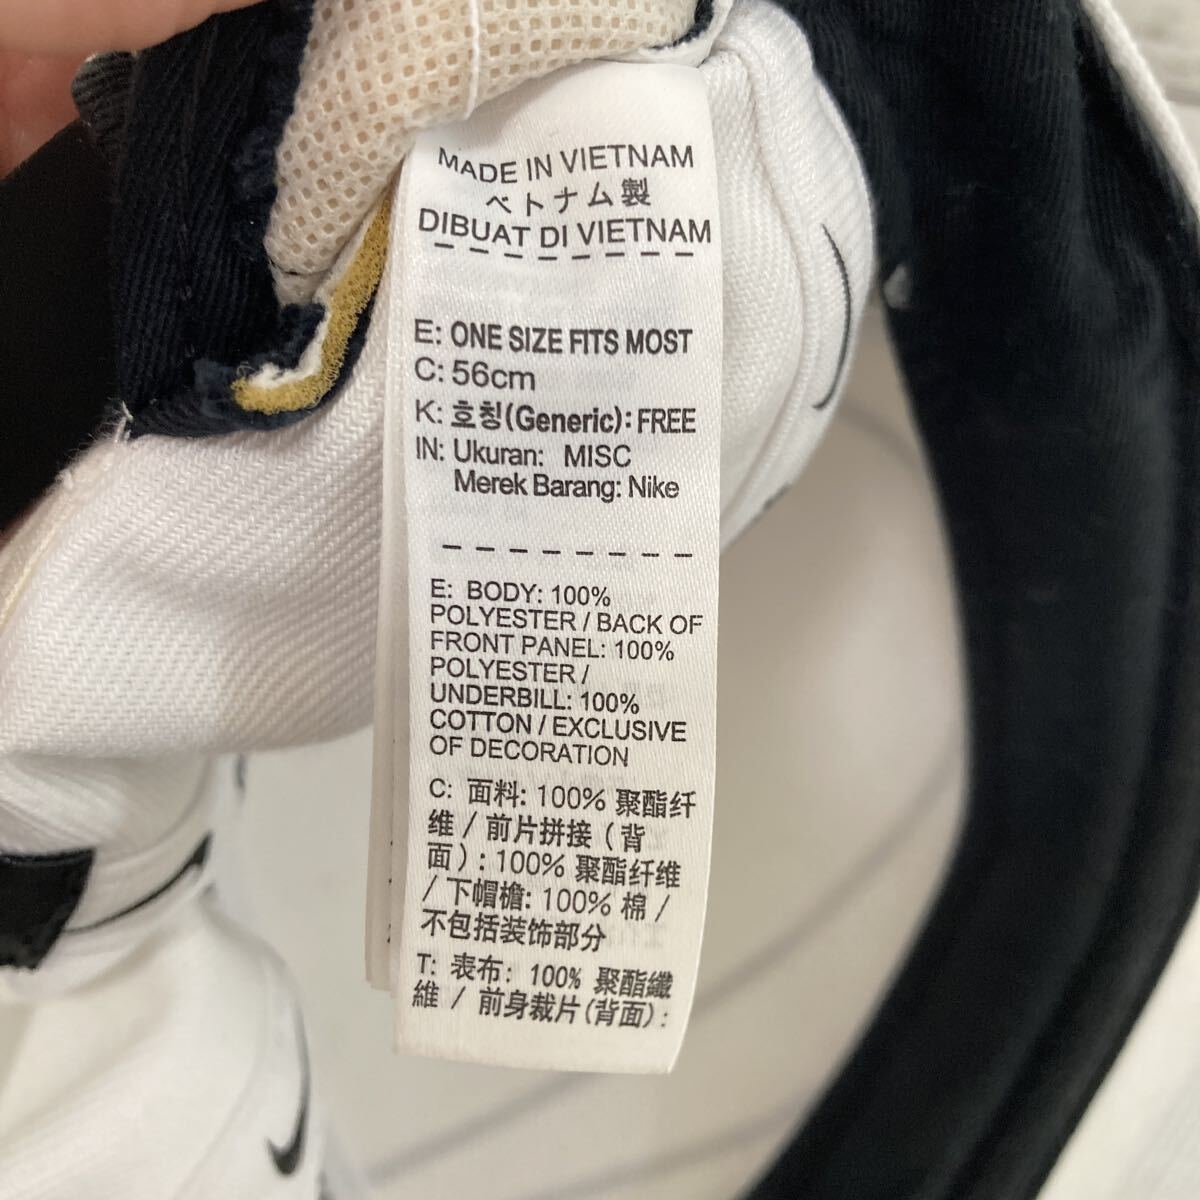 MADE IN VIETNAM
ベトナム製
DIBUAT DI VIETNAM
E: ONE SIZE FITS MOST
C: 56cm
K: 호칭(Generic): FREE
IN: Ukuran: MISC
Merek Barang: Nike
E: BODY: 100%
POLYESTER / BACK OF
FRONT PANEL: 100%
POLYESTER /
UNDERBILL: 100%
COTTON / EXCLUSIVE
OF DECORATION
C: 面料: 100% 聚酯纤
维 / 前片拼接 (背
面) : 100% 聚酯纤维
/ 下帽檐: 100% 棉 /
不包括装饰部分
T: 表布: 100% 聚酯纖
維 / 前身裁片(背面) :